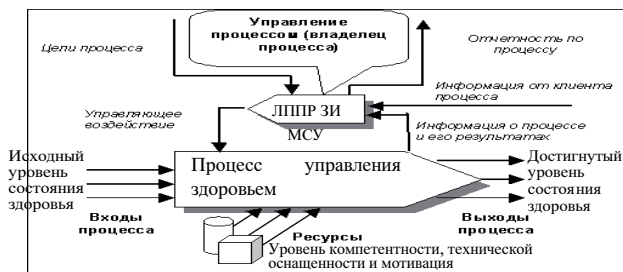 Управление
процессом (владелец
процесса)
Цели процесса
Отчетность по
процессу
Информация от клиента
процесса
ЛППР ЗИ
МСУ
Управляющее
воздействие
Информация о процессе
и его результатах
Исходный
уровень
состояния
здоровья
Процесс управления
здоровьем
Достигнутый
уровень
состояния
здоровья
Входы
процесса
Выходы
процесса
Ресурсы
Уровень компетентности, технической
оснащенности и мотивация